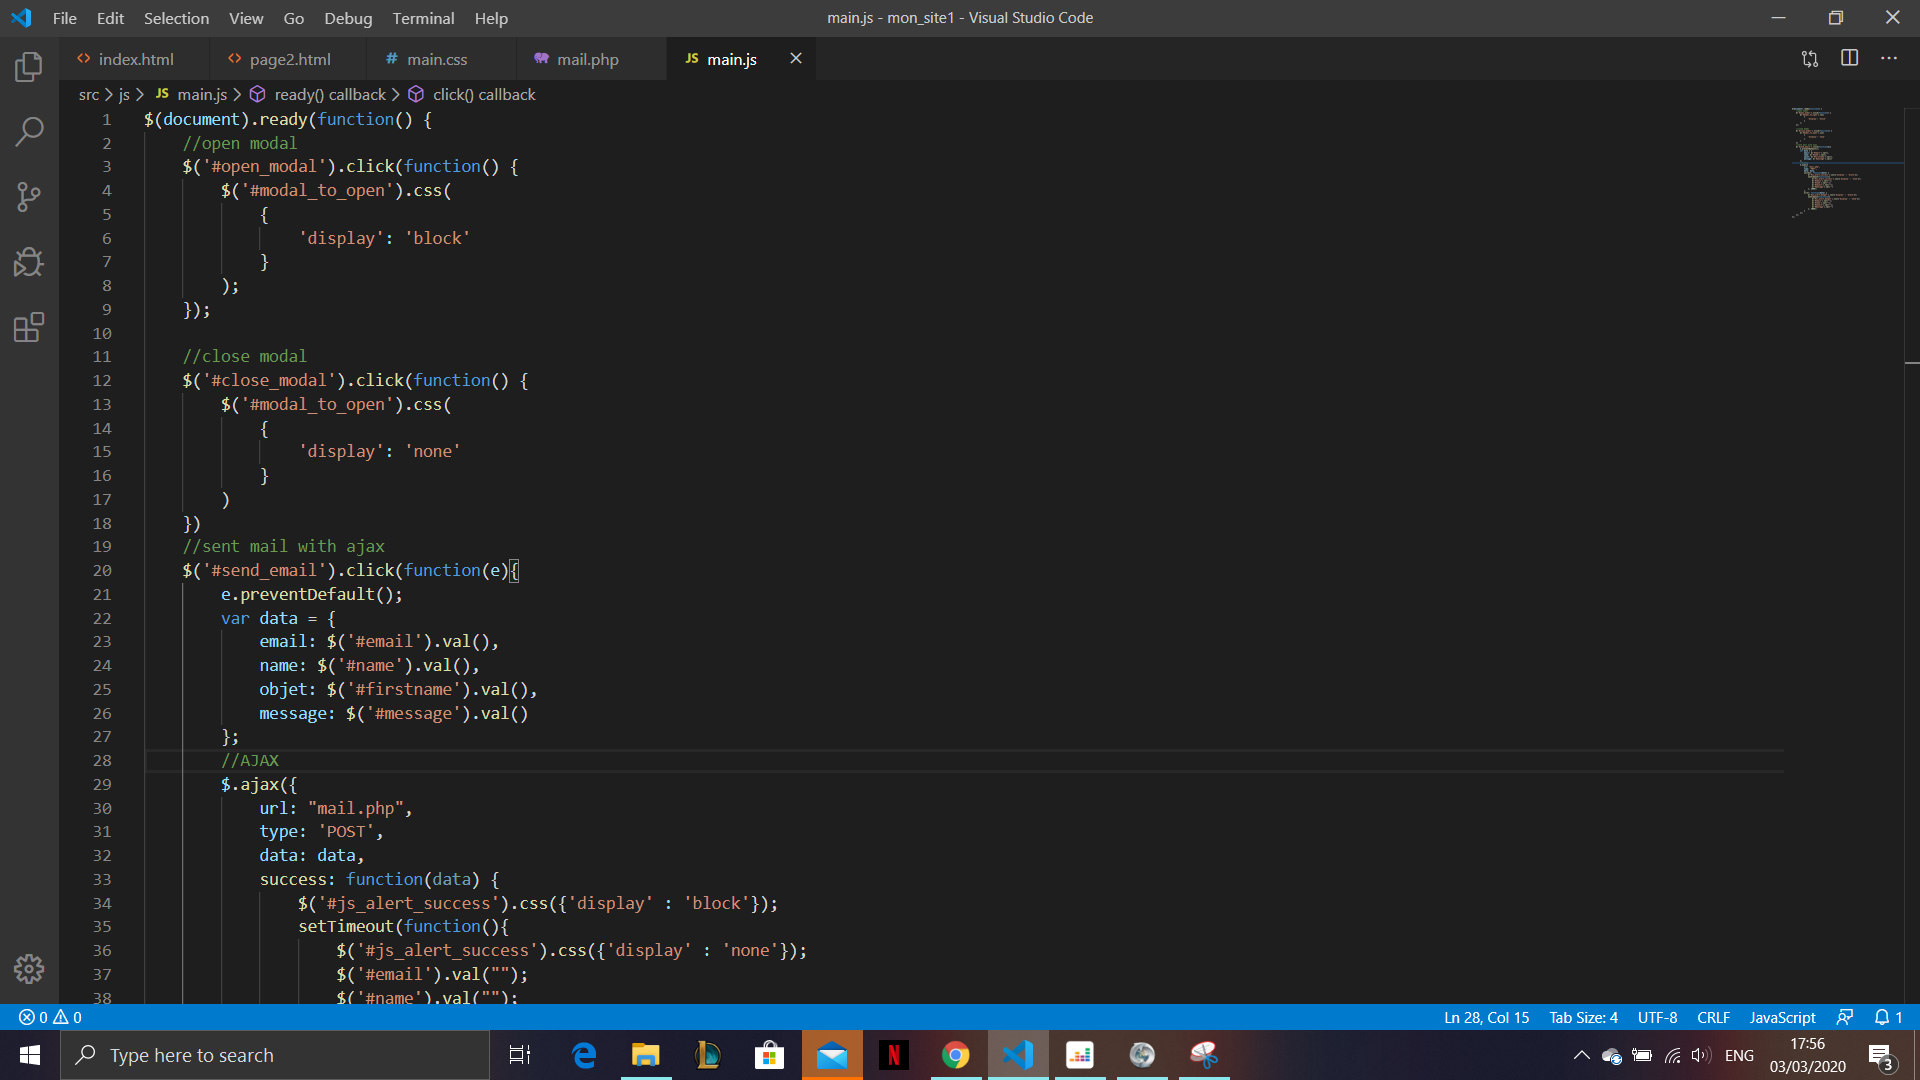 File Edit Selection View Go Debug Terminal Help
main.js - mon_site1 - Visual Studio Code
index.html
page2.html
# main.css
mail.php
JS main.js
src > js > JS main.js > ready() callback > click() callback
1 $(document).ready(function() {
2 //open modal
3 $('#open_modal').click(function() {
4 $('#modal_to_open').css(
5 {
6 'display': 'block'
7 }
8 );
9 });
10
11 //close modal
12 $('#close_modal').click(function() {
13 $('#modal_to_open').css(
14 {
15 'display': 'none'
16 }
17 )
18 })
19 //sent mail with ajax
20 $('#send_email').click(function(e){
21 e.preventDefault();
22 var data = {
23 email: $('#email').val(),
24 name: $('#name').val(),
25 objet: $('#firstname').val(),
26 message: $('#message').val()
27 };
28 //AJAX
29 $.ajax({
30 url: "mail.php",
31 type: 'POST',
32 data: data,
33 success: function(data) {
34 $('#js_alert_success').css({'display' : 'block'});
35 setTimeout(function(){
36 $('#js_alert_success').css({'display' : 'none'});
37 $('#email').val("");
38 $('#name').val("");
0 0
Ln 28, Col 15 Tab Size: 4 UTF-8 CRLF JavaScript 1
Type here to search
N
ENG
17:56
03/03/2020
3